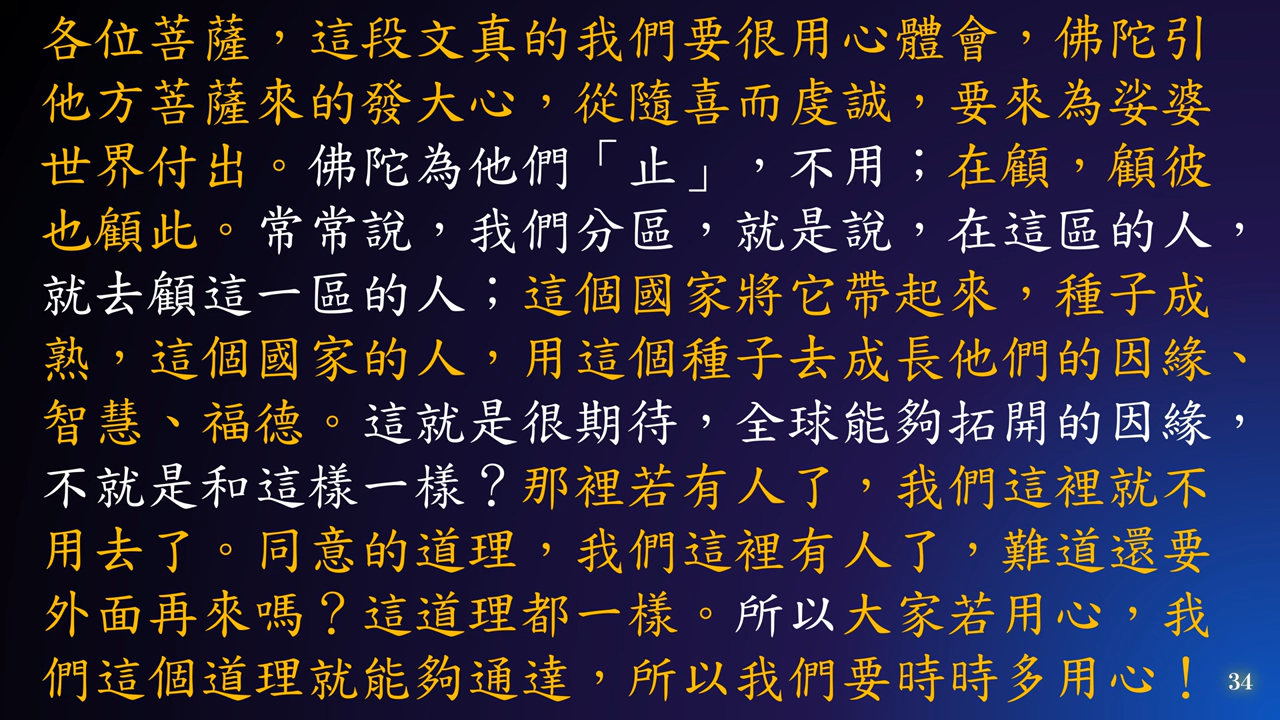 各位菩薩，這段文真的我們要很用心體會，佛陀引
他方菩薩來的發大心，從隨喜而虔誠，要來為娑婆
世界付出。佛陀為他們「止」，不用；在顧，顧彼
也顧此。常常說，我們分區，就是說，在這區的人，
就去顧這一區的人；這個國家將它帶起來，種子成
熟，這個國家的人，用這個種子去成長他們的因緣、
智慧、福德。這就是很期待，全球能夠拓開的因緣，
不就是和這樣一樣？那裡若有人了，我們這裡就不
用去了。同意的道理，我們這裡有人了，難道還要
外面再來嗎？這道理都一樣。所以大家若用心，我
們這個道理就能夠通達，所以我們要時時多用心！
34